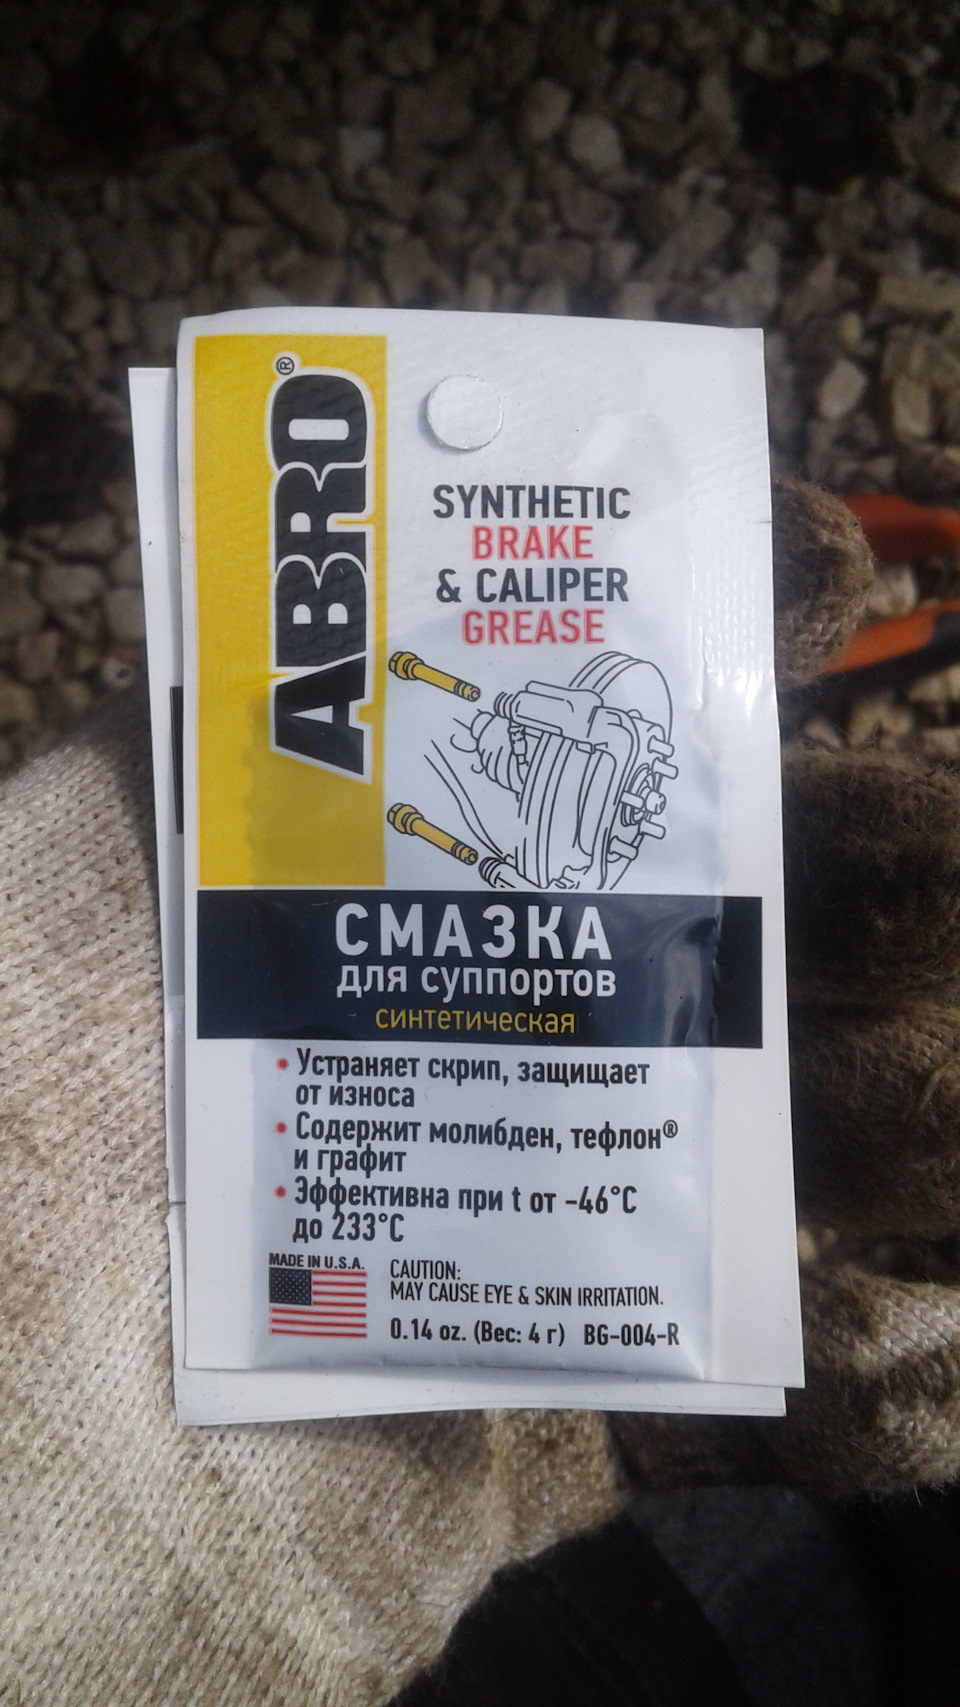 ABRO®
SYNTHETIC
BRAKE
& CALIPER
GREASE
СМАЗКА
для суппортов
синтетическая
• Устраняет скрип, защищает
от износа
• Содержит молибден, тефлон®
и графит
• Эффективна при t от –46°C
до 233°C
MADE IN U.S.A.
CAUTION:
MAY CAUSE EYE & SKIN IRRITATION.
0.14 oz. (Вес: 4 г) BG-004-R